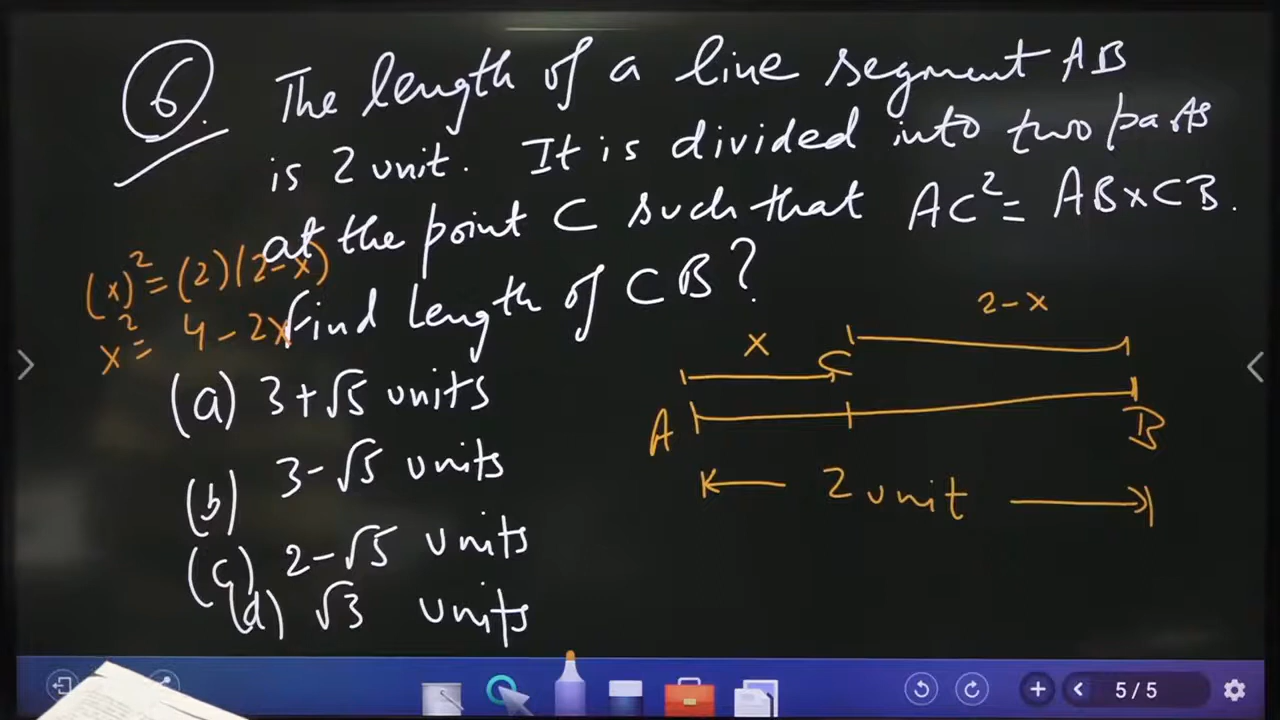 6. The length of a line segment AB
is 2 unit. It is divided into two parts
at the point C such that AC² = AB×CB.
Find length of CB?
(x)² = (2)(2-x)
x² = 4 - 2x
(a) 3+√5 units
(b) 3-√5 units
(c) 2-√5 units
(d) √3 units
2-x
x
C
A
B
2 unit
5/5